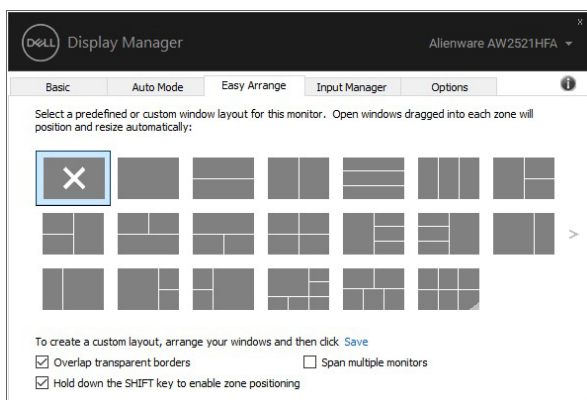 DELL Display Manager
Alienware AW2521HFA
Basic Auto Mode Easy Arrange Input Manager Options
Select a predefined or custom window layout for this monitor. Open windows dragged into each zone will
position and resize automatically:
To create a custom layout, arrange your windows and then click Save
Overlap transparent borders
Span multiple monitors
Hold down the SHIFT key to enable zone positioning